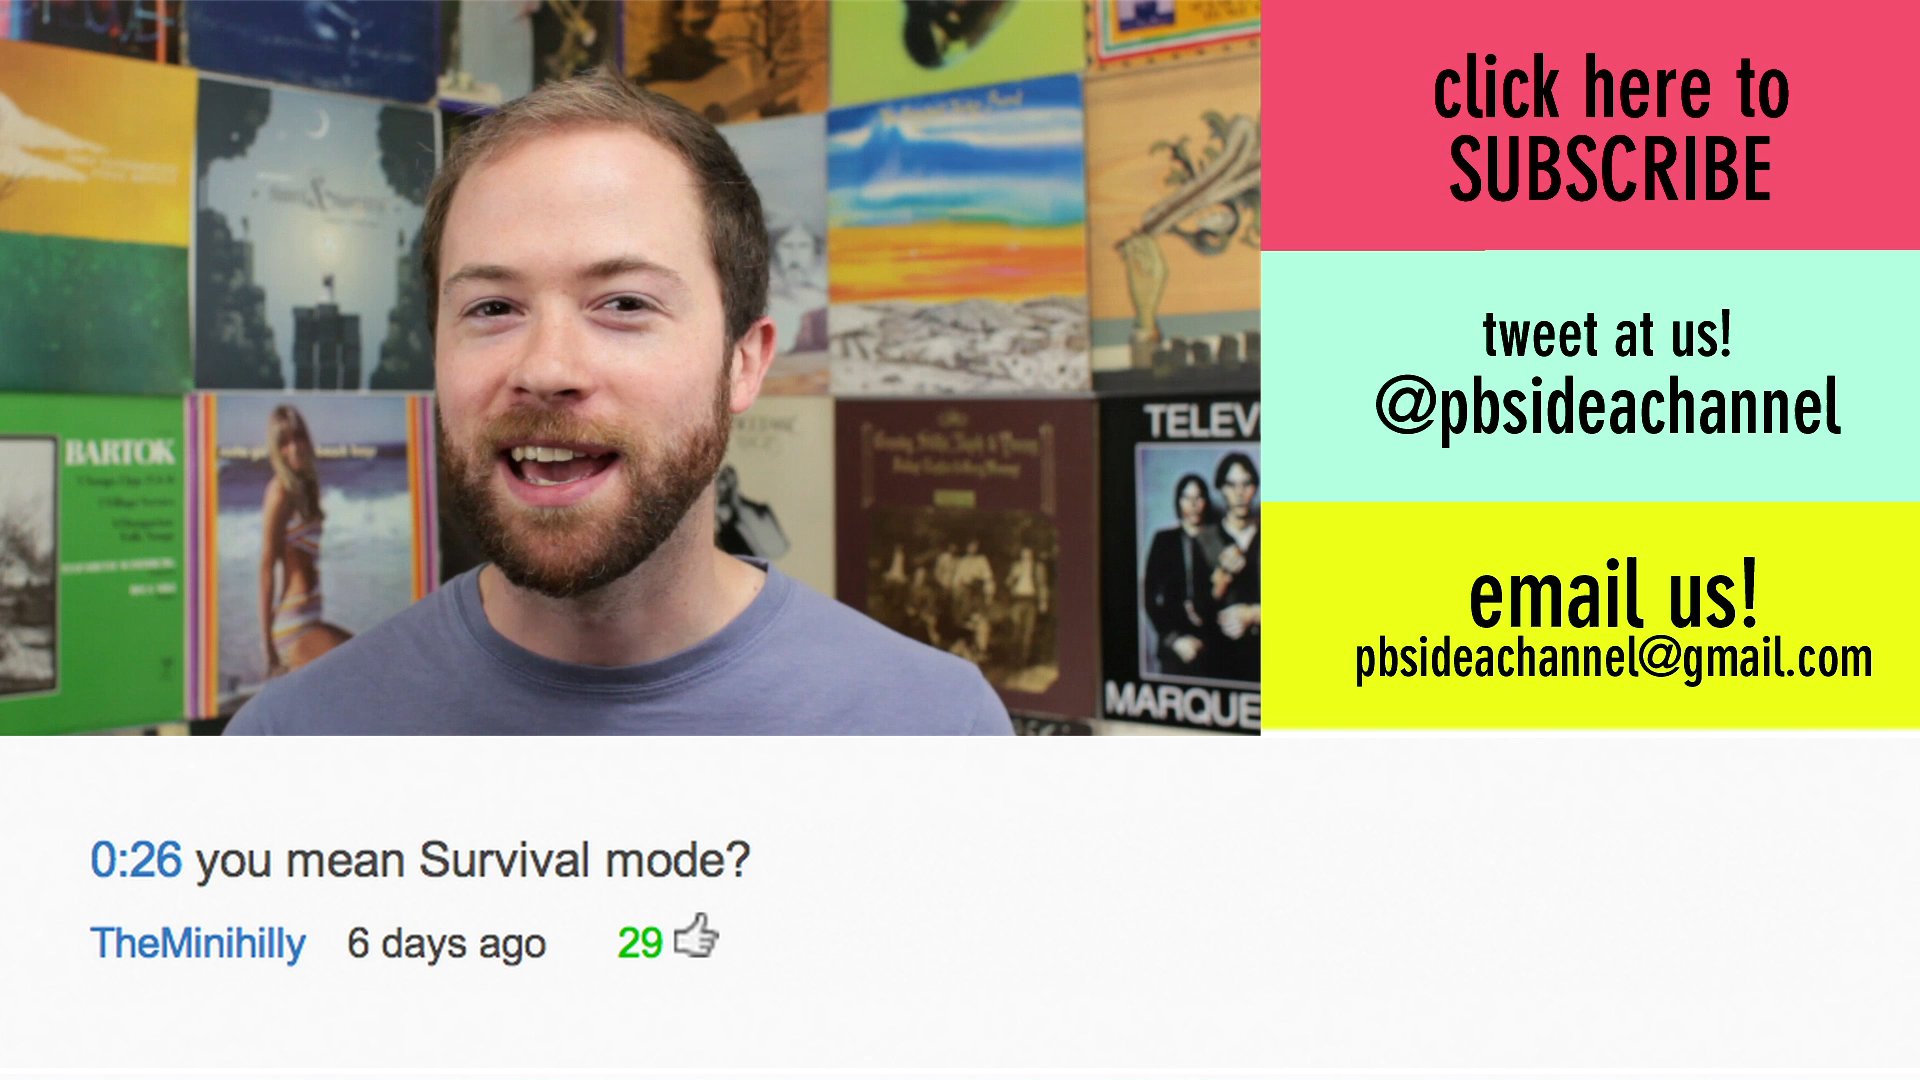 click here to
SUBSCRIBE
tweet at us!
@pbsideachannel
email us!
pbsideachannel@gmail.com
BARTOK
TELEV
MARQUE
0:26 you mean Survival mode?
TheMinihilly 6 days ago 29